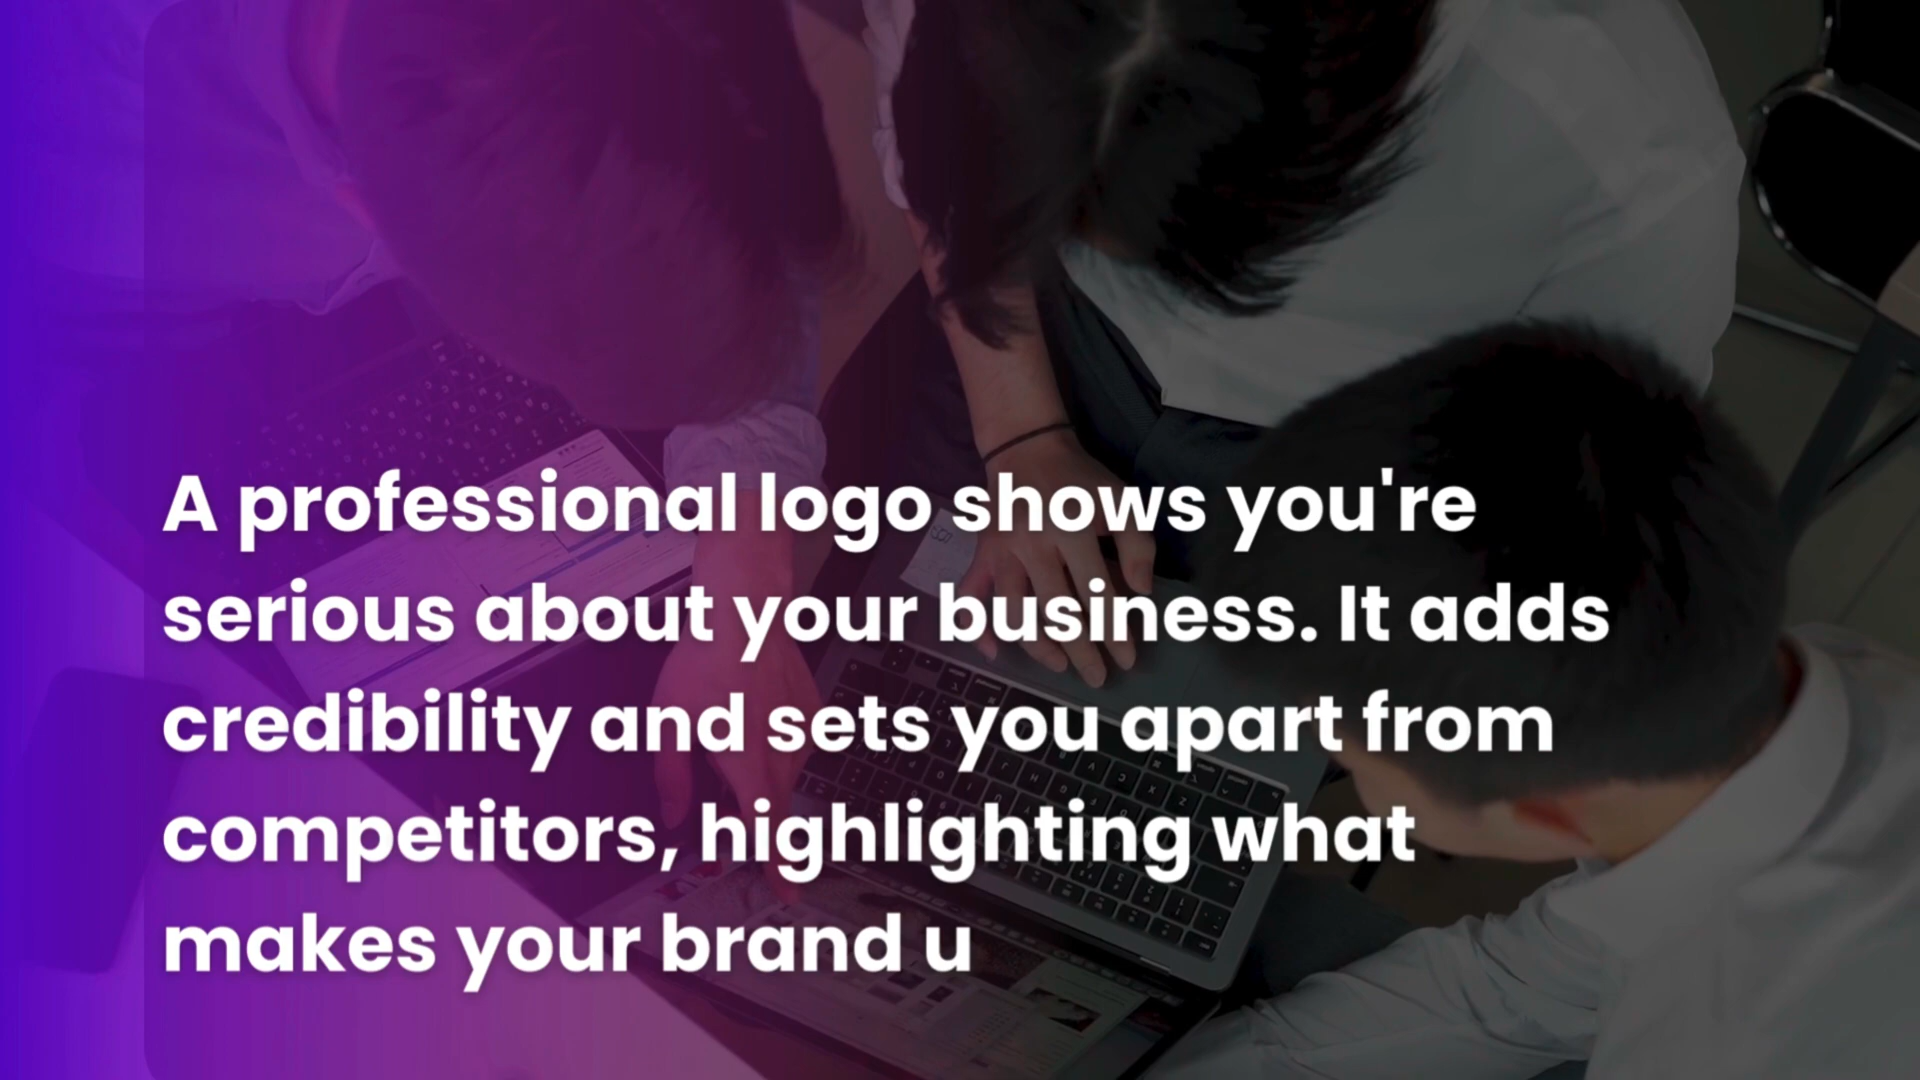 A professional logo shows you're
serious about your business. It adds
credibility and sets you apart from
competitors, highlighting what
makes your brand u